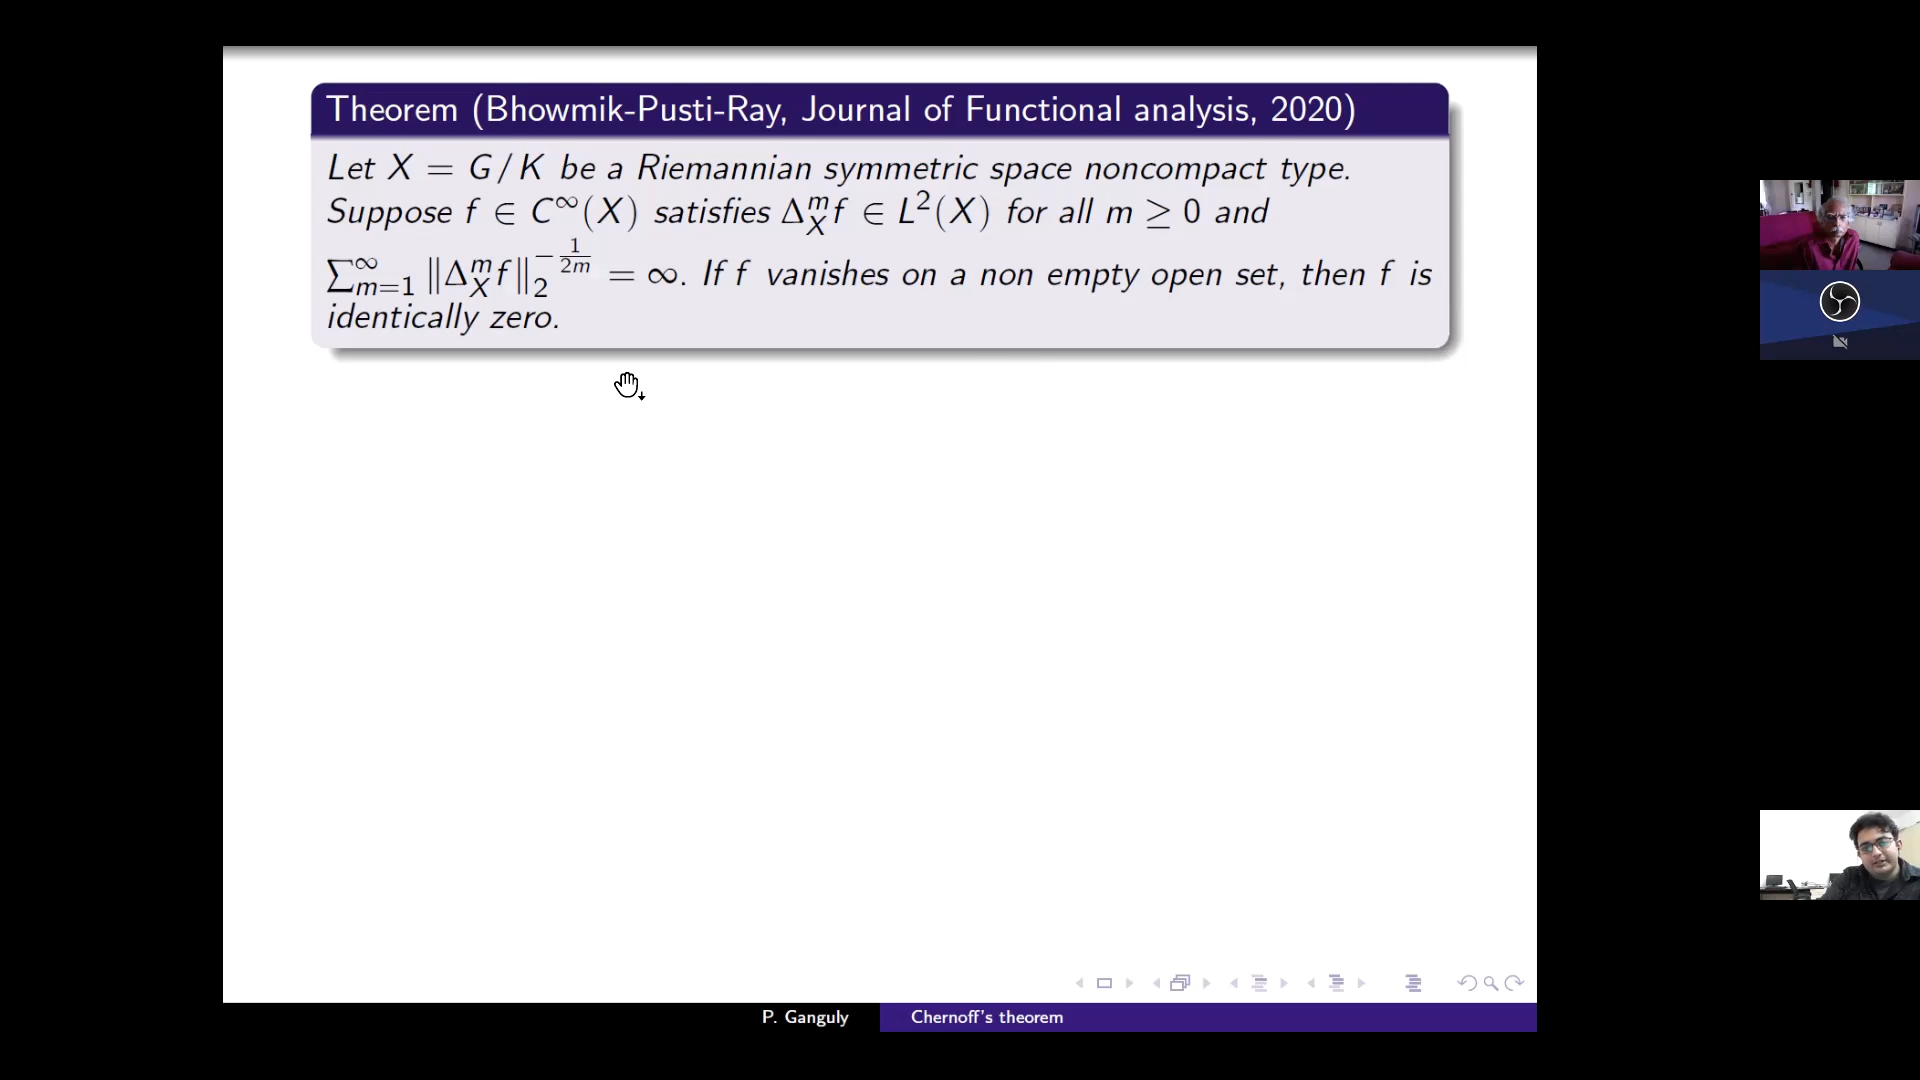 Theorem (Bhowmik-Pusti-Ray, Journal of Functional analysis, 2020)
Let X = G/K be a Riemannian symmetric space noncompact type.
Suppose f ∈ C^∞(X) satisfies Δ_X^m f ∈ L²(X) for all m ≥ 0 and
∑_{m=1}^∞ ‖Δ_X^m f‖_2^{-\frac{1}{2m}} = ∞. If f vanishes on a non empty open set, then f is
identically zero.
P. Ganguly
Chernoff's theorem